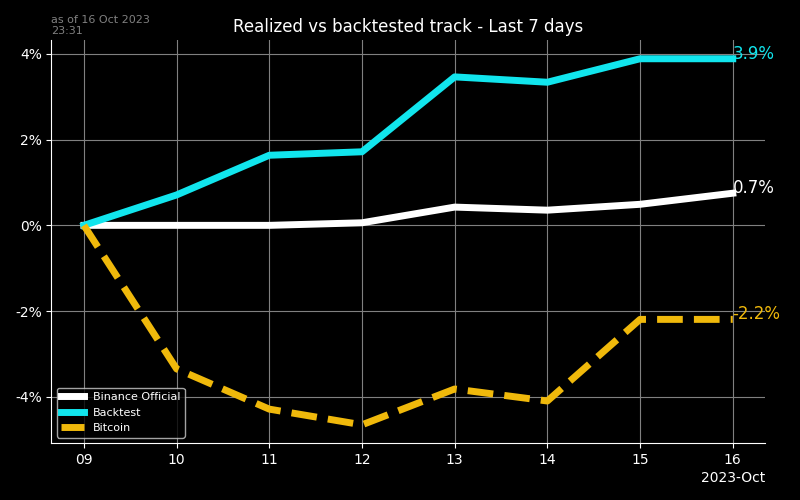 as of 16 Oct 2023
23:31
Realized vs backtested track - Last 7 days
4%
2%
0%
-2%
-4%
3.9%
0.7%
-2.2%
Binance Official
Backtest
Bitcoin
09 10 11 12 13 14 15 16
2023-Oct